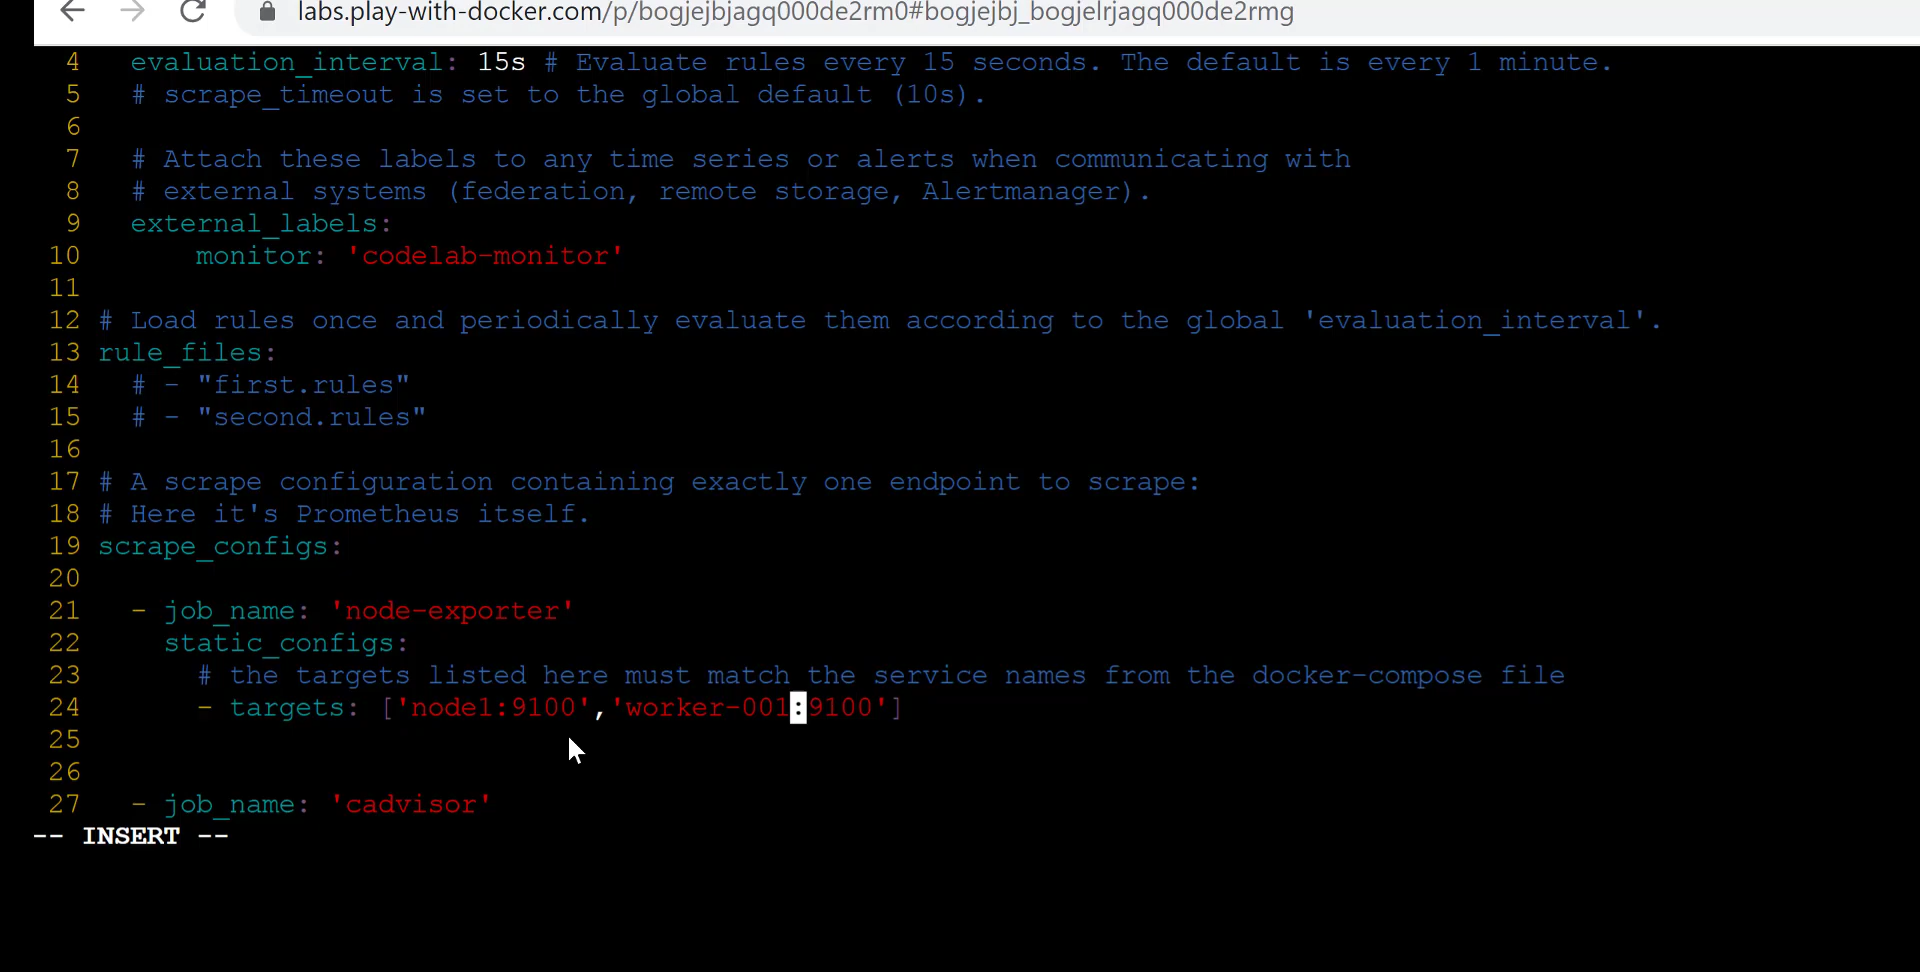 labs.play-with-docker.com/p/bogjejbjagq000de2rm0#bogjejbj_bogjelrjagq000de2rmg
4 evaluation_interval: 15s # Evaluate rules every 15 seconds. The default is every 1 minute.
5 # scrape_timeout is set to the global default (10s).
6
7 # Attach these labels to any time series or alerts when communicating with
8 # external systems (federation, remote storage, Alertmanager).
9 external_labels:
10 monitor: 'codelab-monitor'
11
12 # Load rules once and periodically evaluate them according to the global 'evaluation_interval'.
13 rule_files:
14 # - "first.rules"
15 # - "second.rules"
16
17 # A scrape configuration containing exactly one endpoint to scrape:
18 # Here it's Prometheus itself.
19 scrape_configs:
20
21 - job_name: 'node-exporter'
22 static_configs:
23 # the targets listed here must match the service names from the docker-compose file
24 - targets: ['node1:9100','worker-001:9100']
25
26
27 - job_name: 'cadvisor'
-- INSERT --